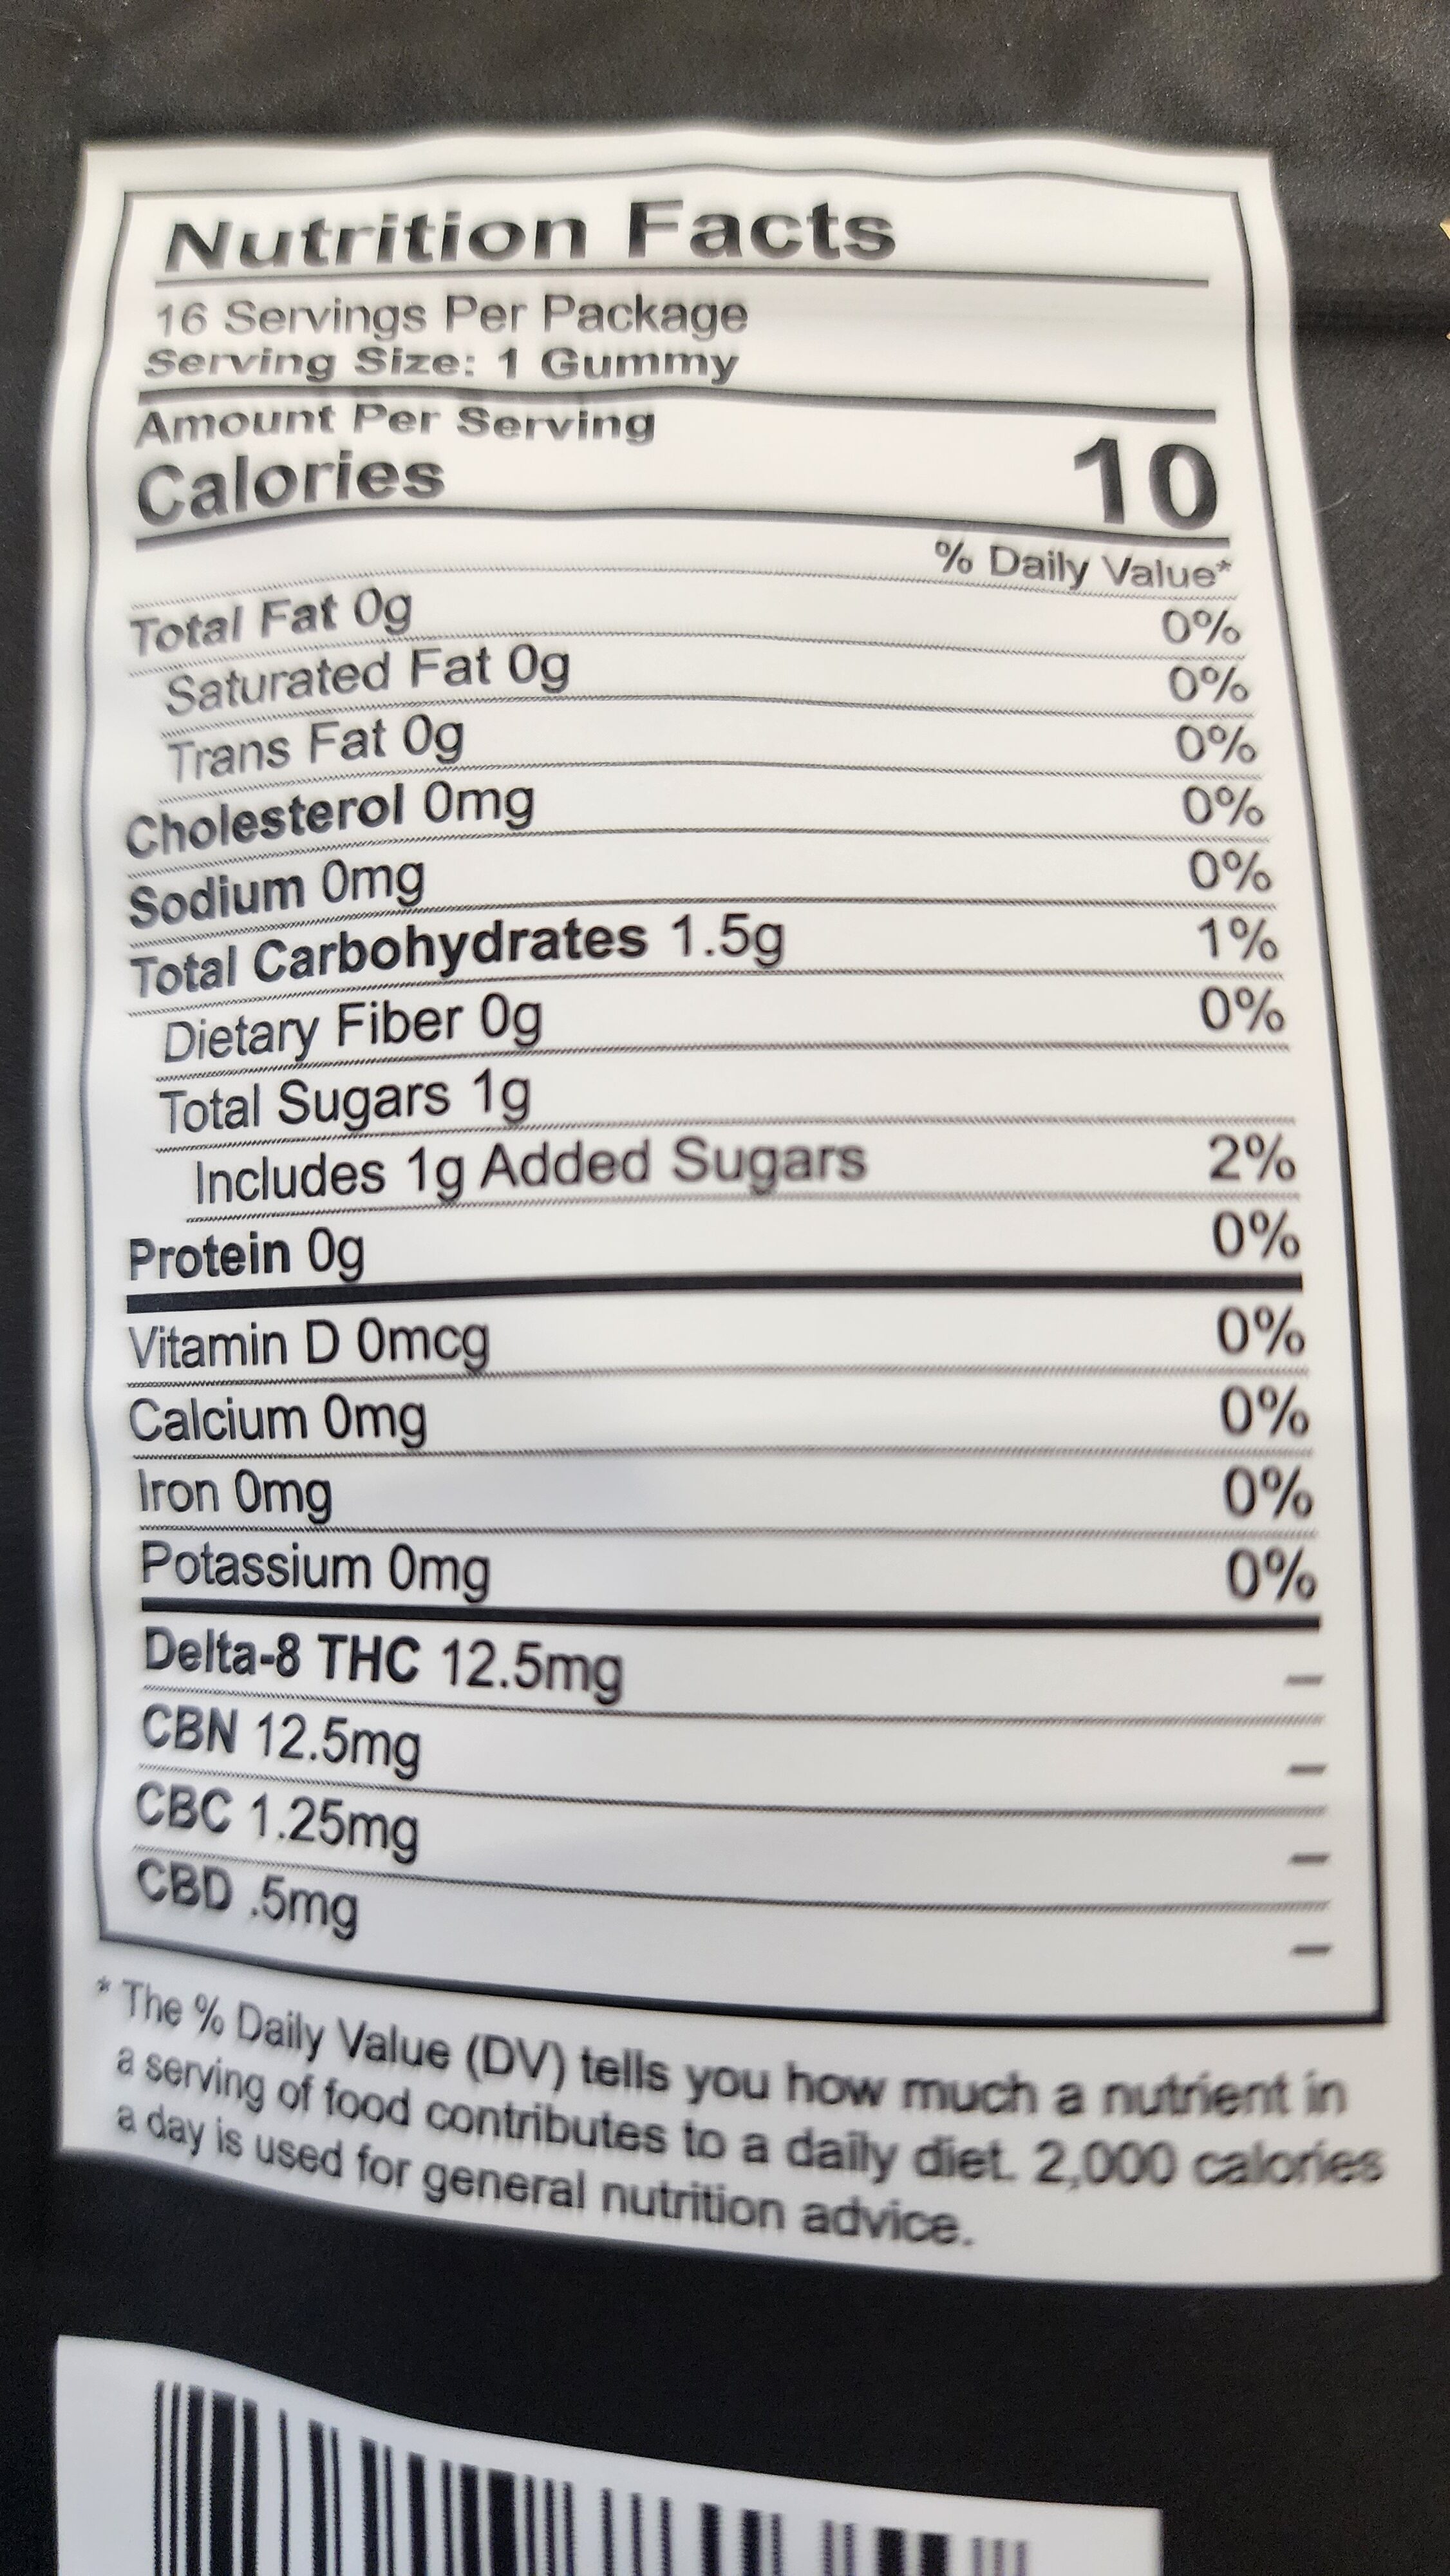 Nutrition Facts
16 Servings Per Package
Serving Size: 1 Gummy
Amount Per Serving
Calories 10
% Daily Value*
Total Fat 0g 0%
Saturated Fat 0g 0%
Trans Fat 0g 0%
Cholesterol 0mg 0%
Sodium 0mg 0%
Total Carbohydrates 1.5g 1%
Dietary Fiber 0g 0%
Total Sugars 1g
Includes 1g Added Sugars 2%
Protein 0g 0%
Vitamin D 0mcg 0%
Calcium 0mg 0%
Iron 0mg 0%
Potassium 0mg 0%
Delta-8 THC 12.5mg –
CBN 12.5mg –
CBC 1.25mg –
CBD .5mg –
* The % Daily Value (DV) tells you how much a nutrient in
a serving of food contributes to a daily diet. 2,000 calories
a day is used for general nutrition advice.